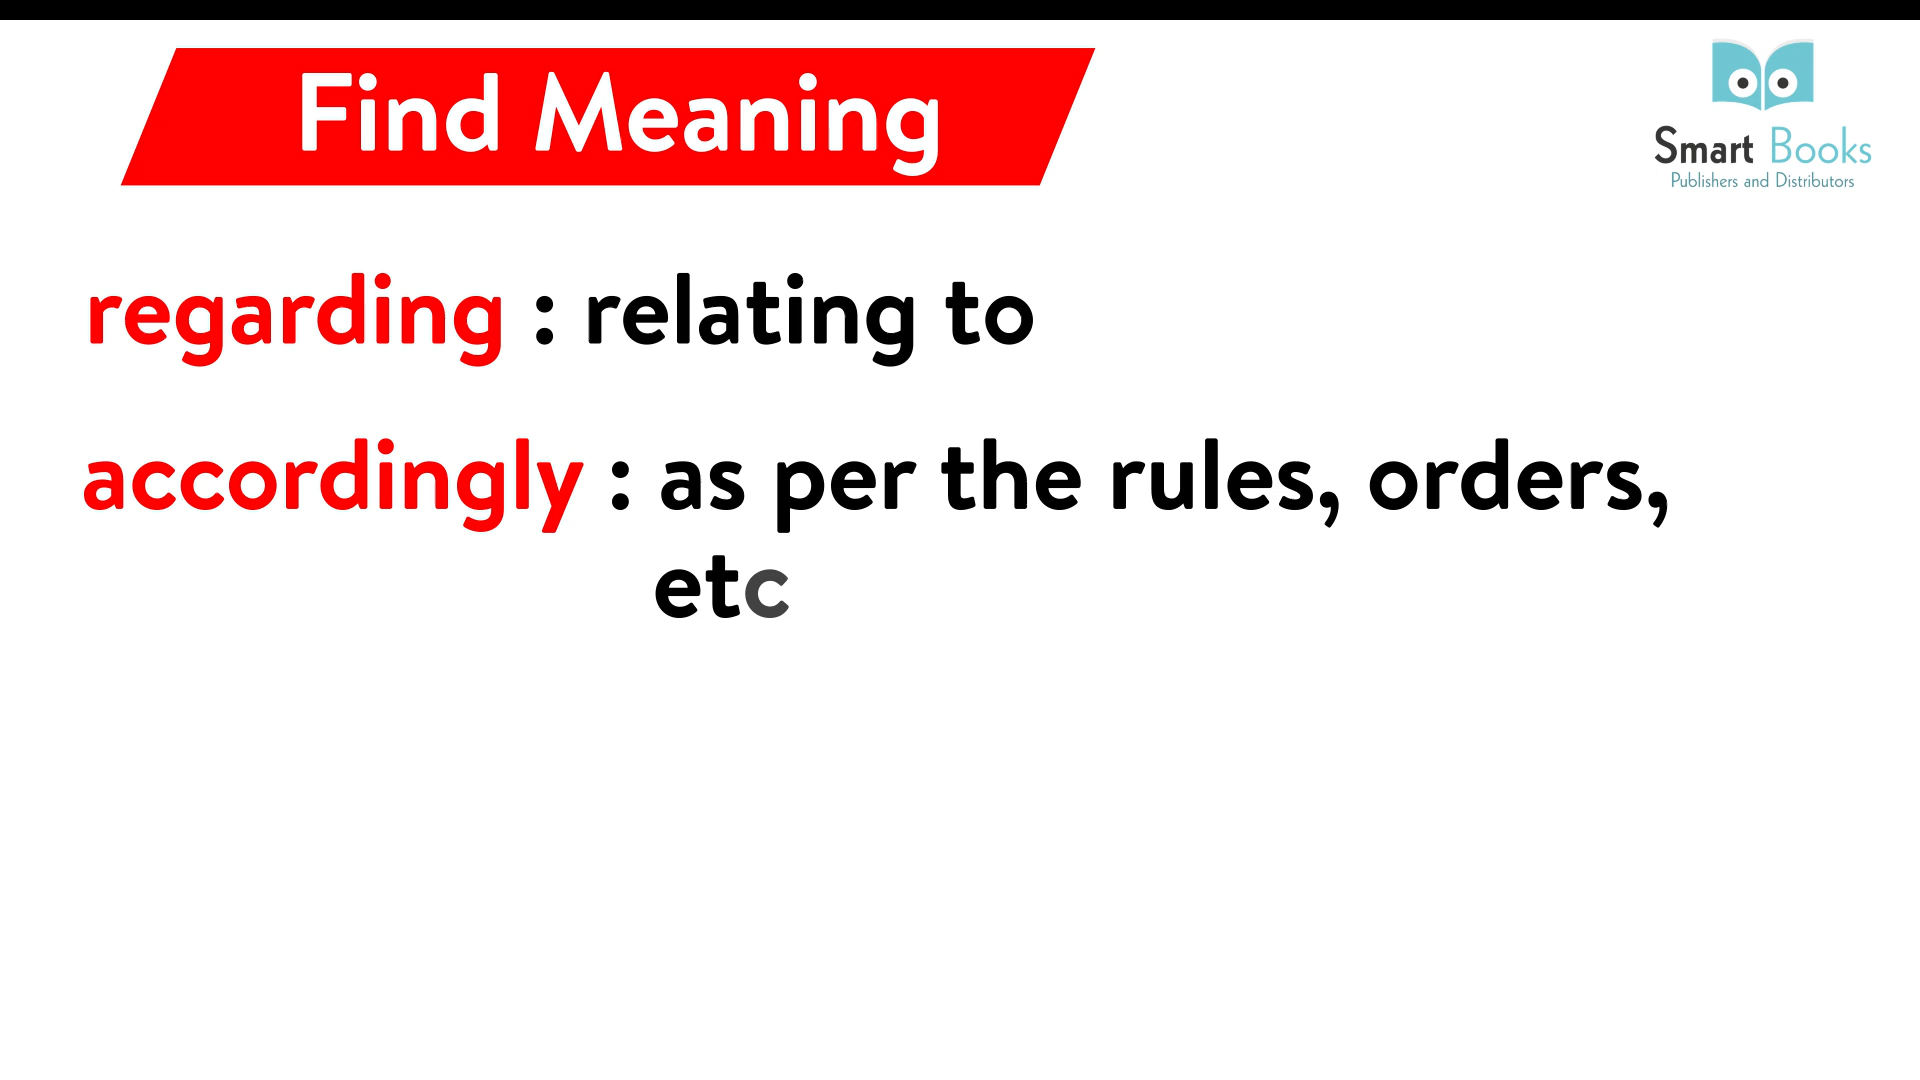 Find Meaning
Smart Books
Publishers and Distributors
regarding : relating to
accordingly : as per the rules, orders,
etc